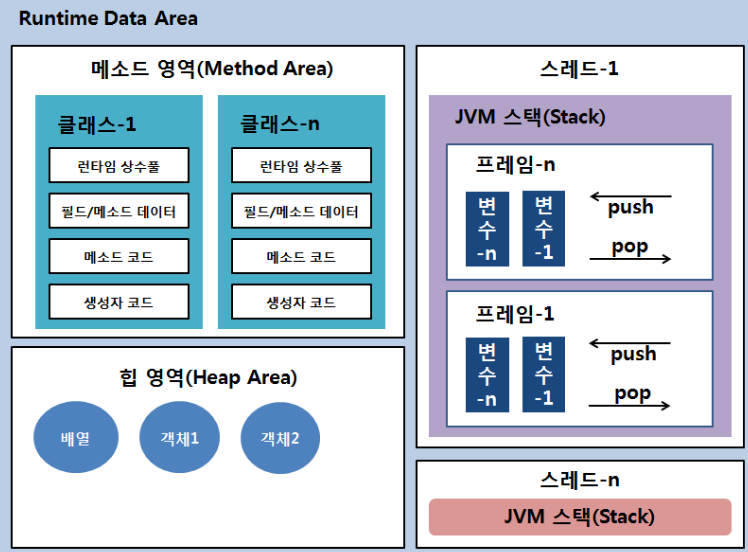 Runtime Data Area
메소드 영역(Method Area)
클래스-1
런타임 상수풀
필드/메소드 데이터
메소드 코드
생성자 코드
클래스-n
런타임 상수풀
필드/메소드 데이터
메소드 코드
생성자 코드
힙 영역(Heap Area)
배열
객체1
객체2
스레드-1
JVM 스택(Stack)
프레임-n
변
수
-n
변
수
-1
push
pop
프레임-1
변
수
-n
변
수
-1
push
pop
스레드-n
JVM 스택(Stack)